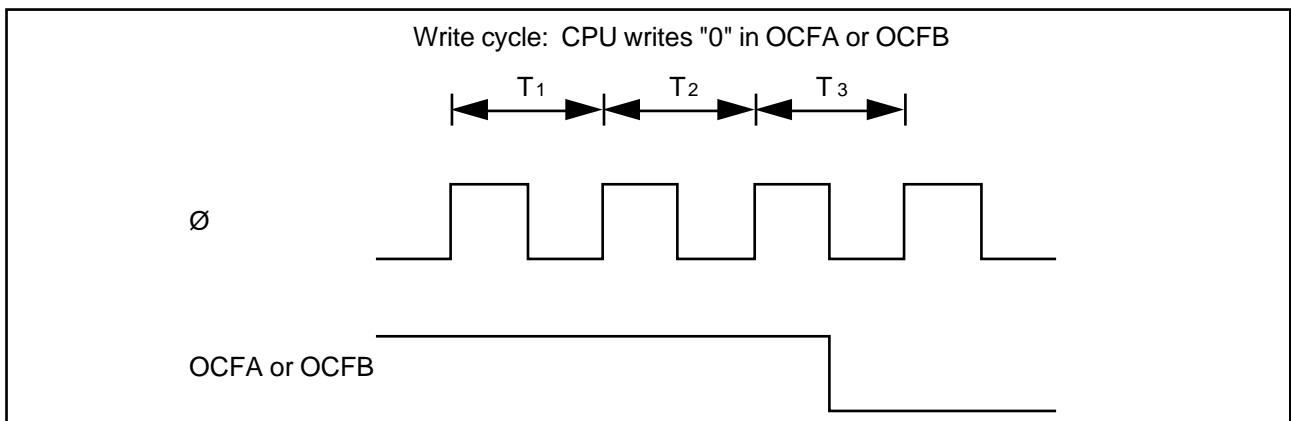 Write cycle: CPU writes "0" in OCFA or OCFB
T1 T2 T3
Ø
OCFA or OCFB